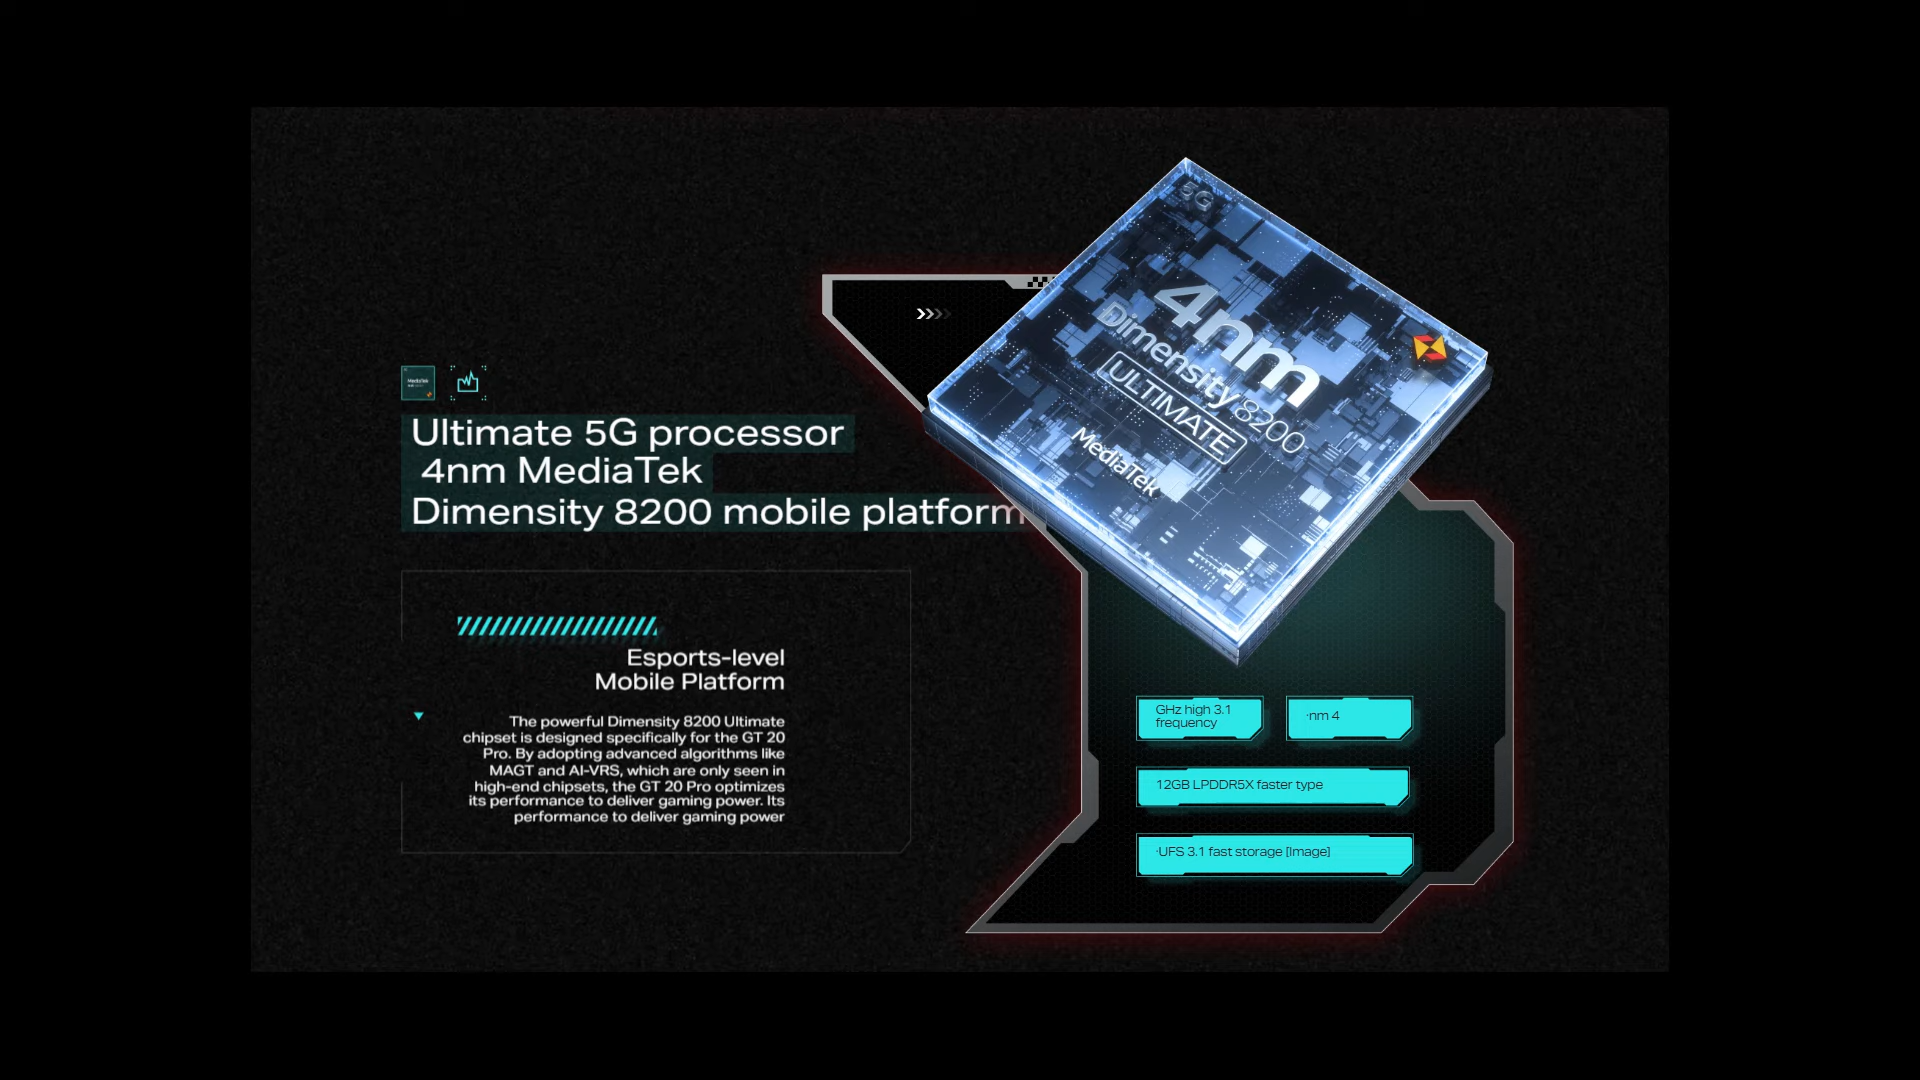 MediaTek
Ultimate 5G processor
4nm MediaTek
Dimensity 8200 mobile platform
Esports-level
Mobile Platform
The powerful Dimensity 8200 Ultimate
chipset is designed specifically for the GT 20
Pro. By adopting advanced algorithms like
MAGT and AI-VRS, which are only seen in
high-end chipsets, the GT 20 Pro optimizes
its performance to deliver gaming power. Its
performance to deliver gaming power
5G
4nm
Dimensity 8200
ULTIMATE
MediaTek
GHz high 3.1
frequency
·nm 4
12GB LPDDR5X faster type
·UFS 3.1 fast storage [Image]